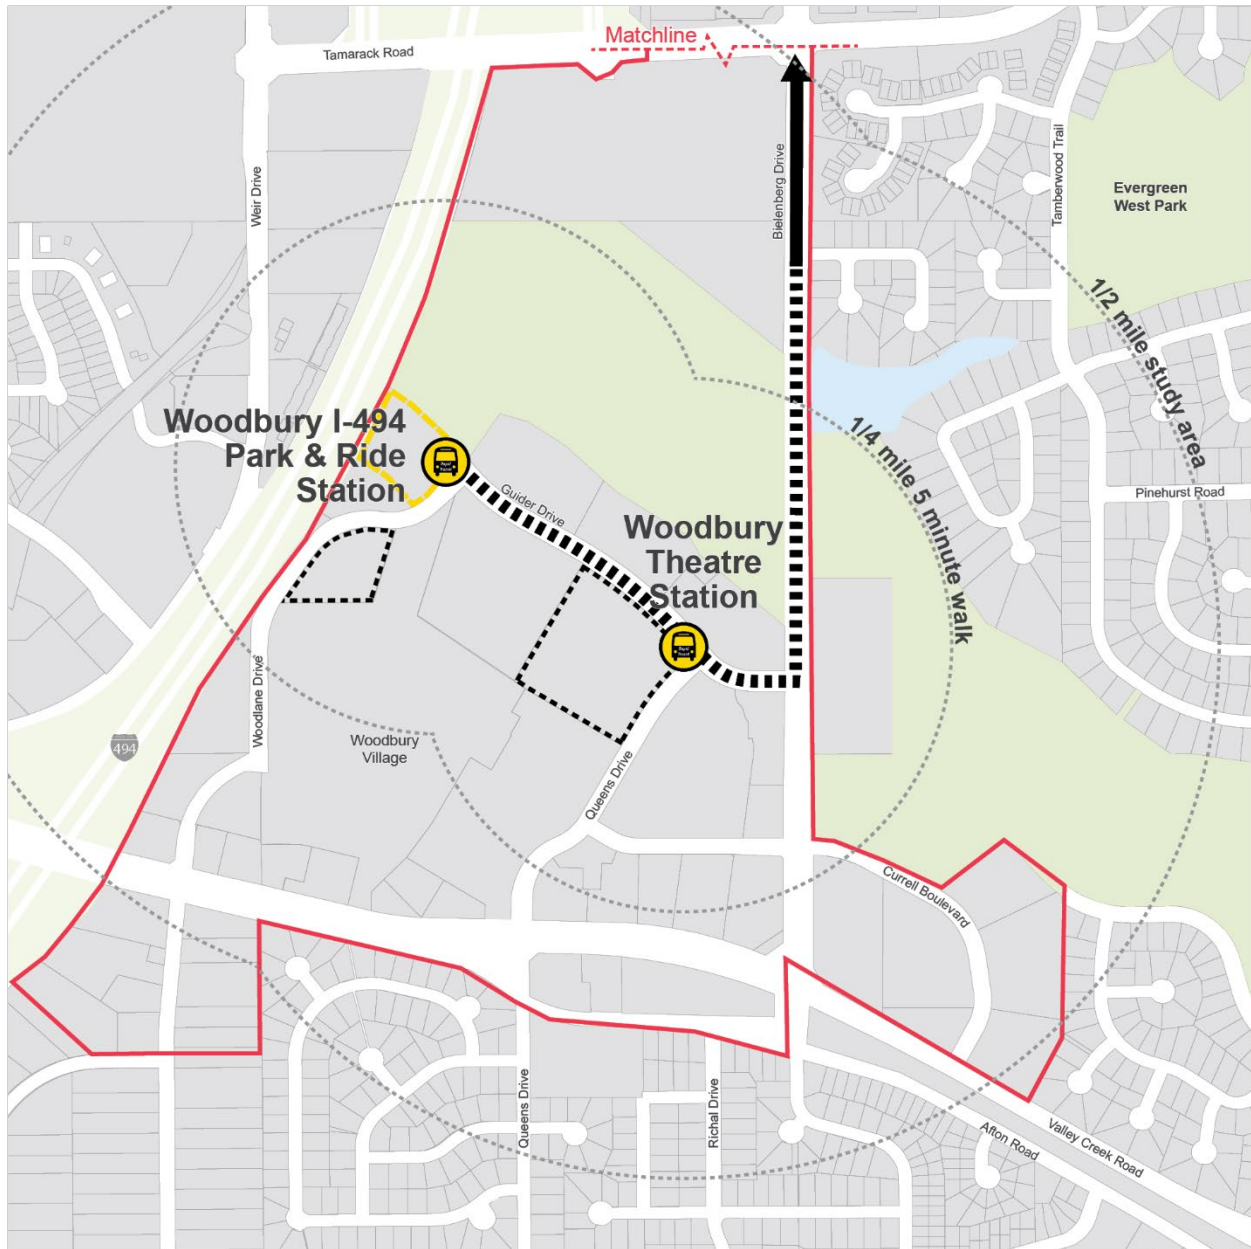 Matchline
Tamarack Road
Weir Drive
Bielenberg Drive
Tamberwood Trail
Evergreen
West Park
1/2 mile study area
1/4 mile 5 minute walk
Woodbury I-494
Park & Ride
Station
Guider Drive
Woodbury
Theatre
Station
Pinehurst Road
Woodlane Drive
494
Woodbury
Village
Queens Drive
Currell Boulevard
Queens Drive
Richal Drive
Afton Road
Valley Creek Road